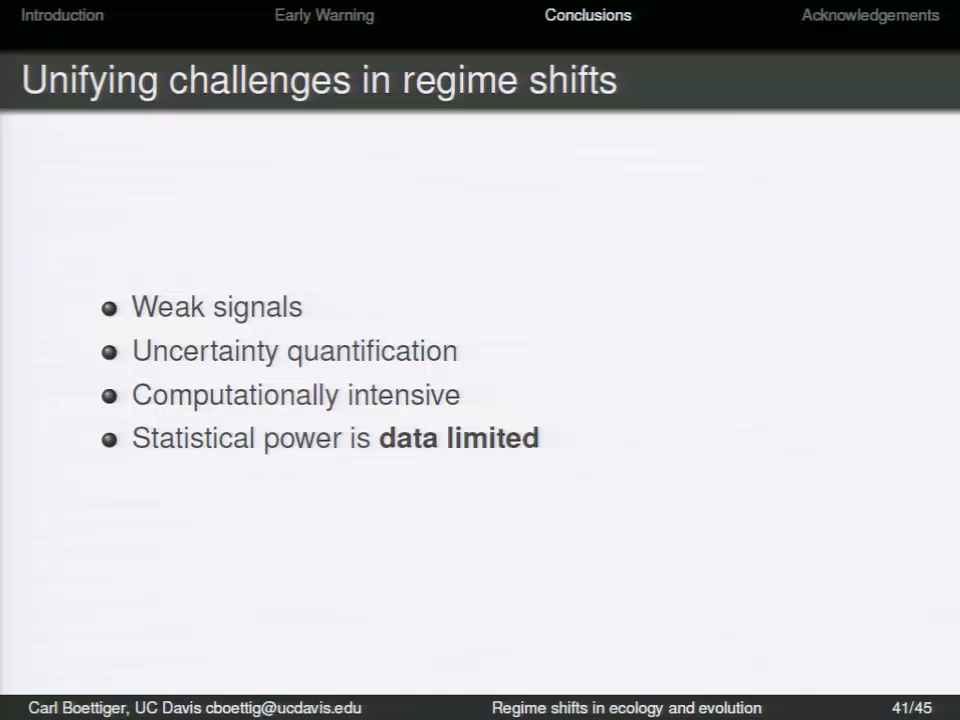 Introduction Early Warning Conclusions Acknowledgements
Unifying challenges in regime shifts
Weak signals
Uncertainty quantification
Computationally intensive
Statistical power is data limited
Carl Boettiger, UC Davis cboettig@ucdavis.edu Regime shifts in ecology and evolution 41/45